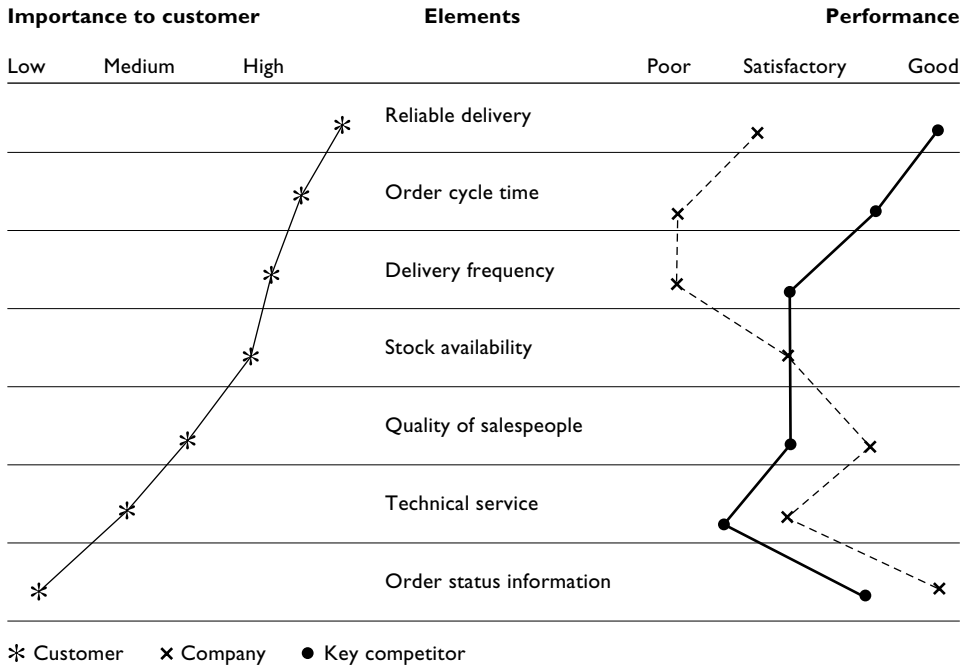 Importance to customer Elements Performance
Low Medium High Poor Satisfactory Good
Reliable delivery
Order cycle time
Delivery frequency
Stock availability
Quality of salespeople
Technical service
Order status information
Customer Company Key competitor